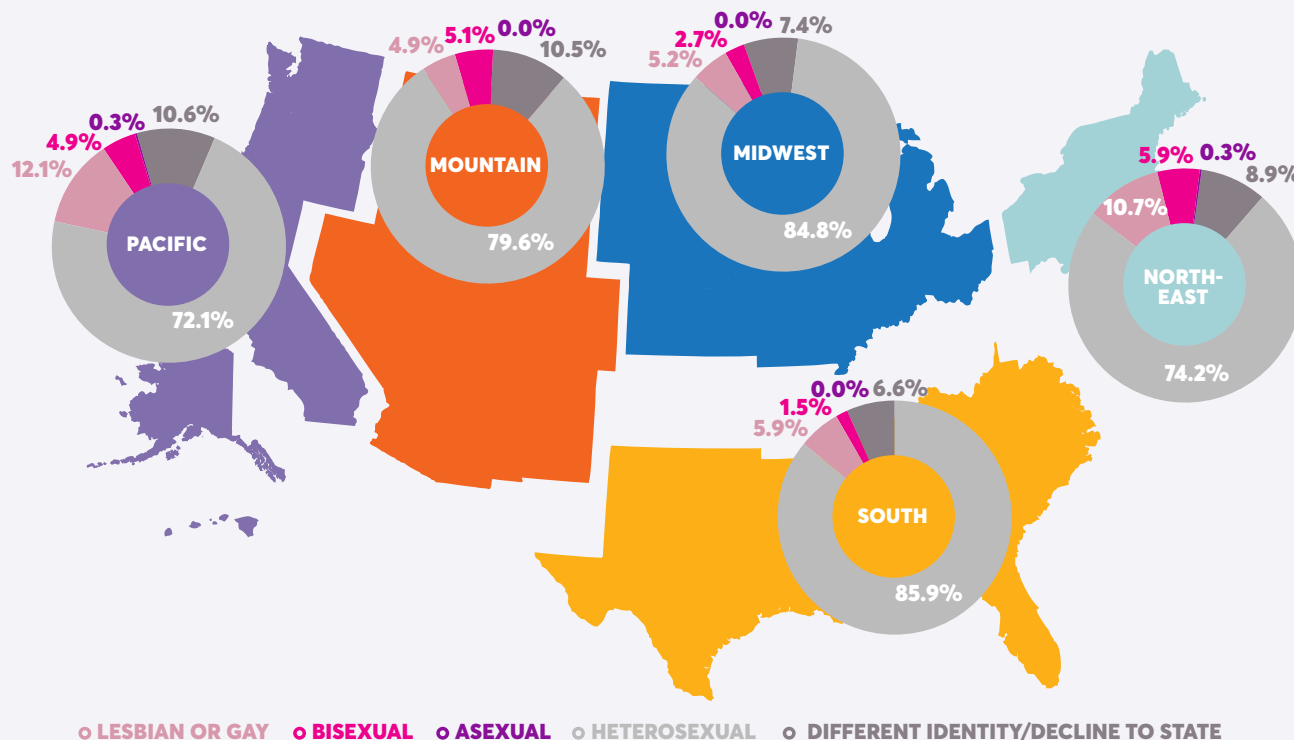 PACIFIC
12.1%
4.9%
0.3%
10.6%
72.1%
MOUNTAIN
4.9%
5.1%
0.0%
10.5%
79.6%
MIDWEST
5.2%
2.7%
0.0%
7.4%
84.8%
NORTH-
EAST
10.7%
5.9%
0.3%
8.9%
74.2%
SOUTH
5.9%
1.5%
0.0%
6.6%
85.9%
LESBIAN OR GAY
BISEXUAL
ASEXUAL
HETEROSEXUAL
DIFFERENT IDENTITY/DECLINE TO STATE